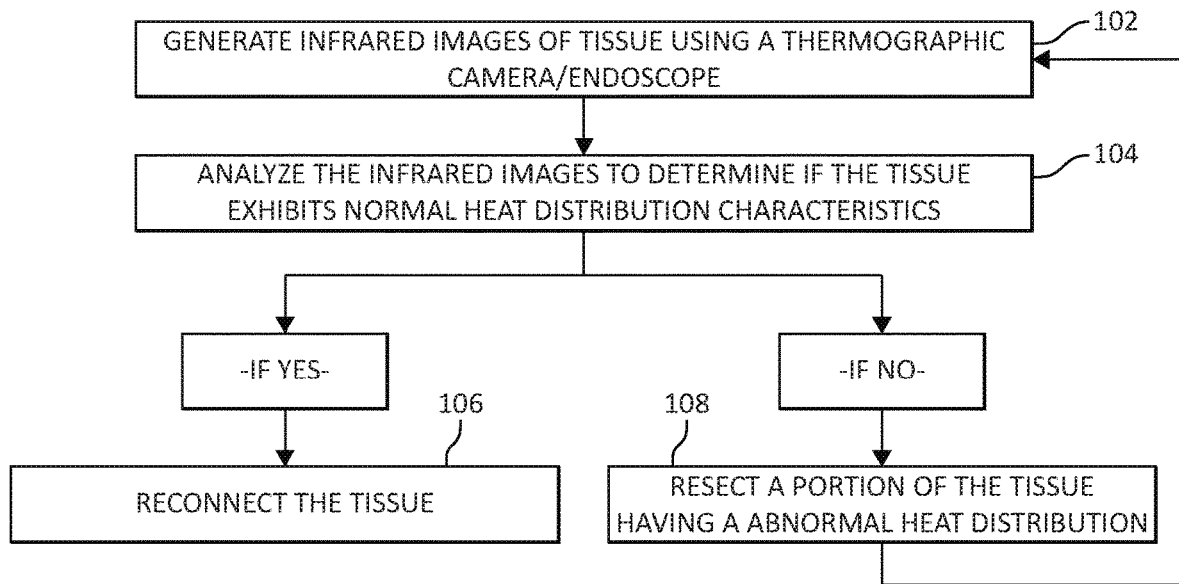 GENERATE INFRARED IMAGES OF TISSUE USING A THERMOGRAPHIC
CAMERA/ENDOSCOPE
102
ANALYZE THE INFRARED IMAGES TO DETERMINE IF THE TISSUE
EXHIBITS NORMAL HEAT DISTRIBUTION CHARACTERISTICS
104
-IF YES-
-IF NO-
106
RECONNECT THE TISSUE
108
RESECT A PORTION OF THE TISSUE
HAVING A ABNORMAL HEAT DISTRIBUTION